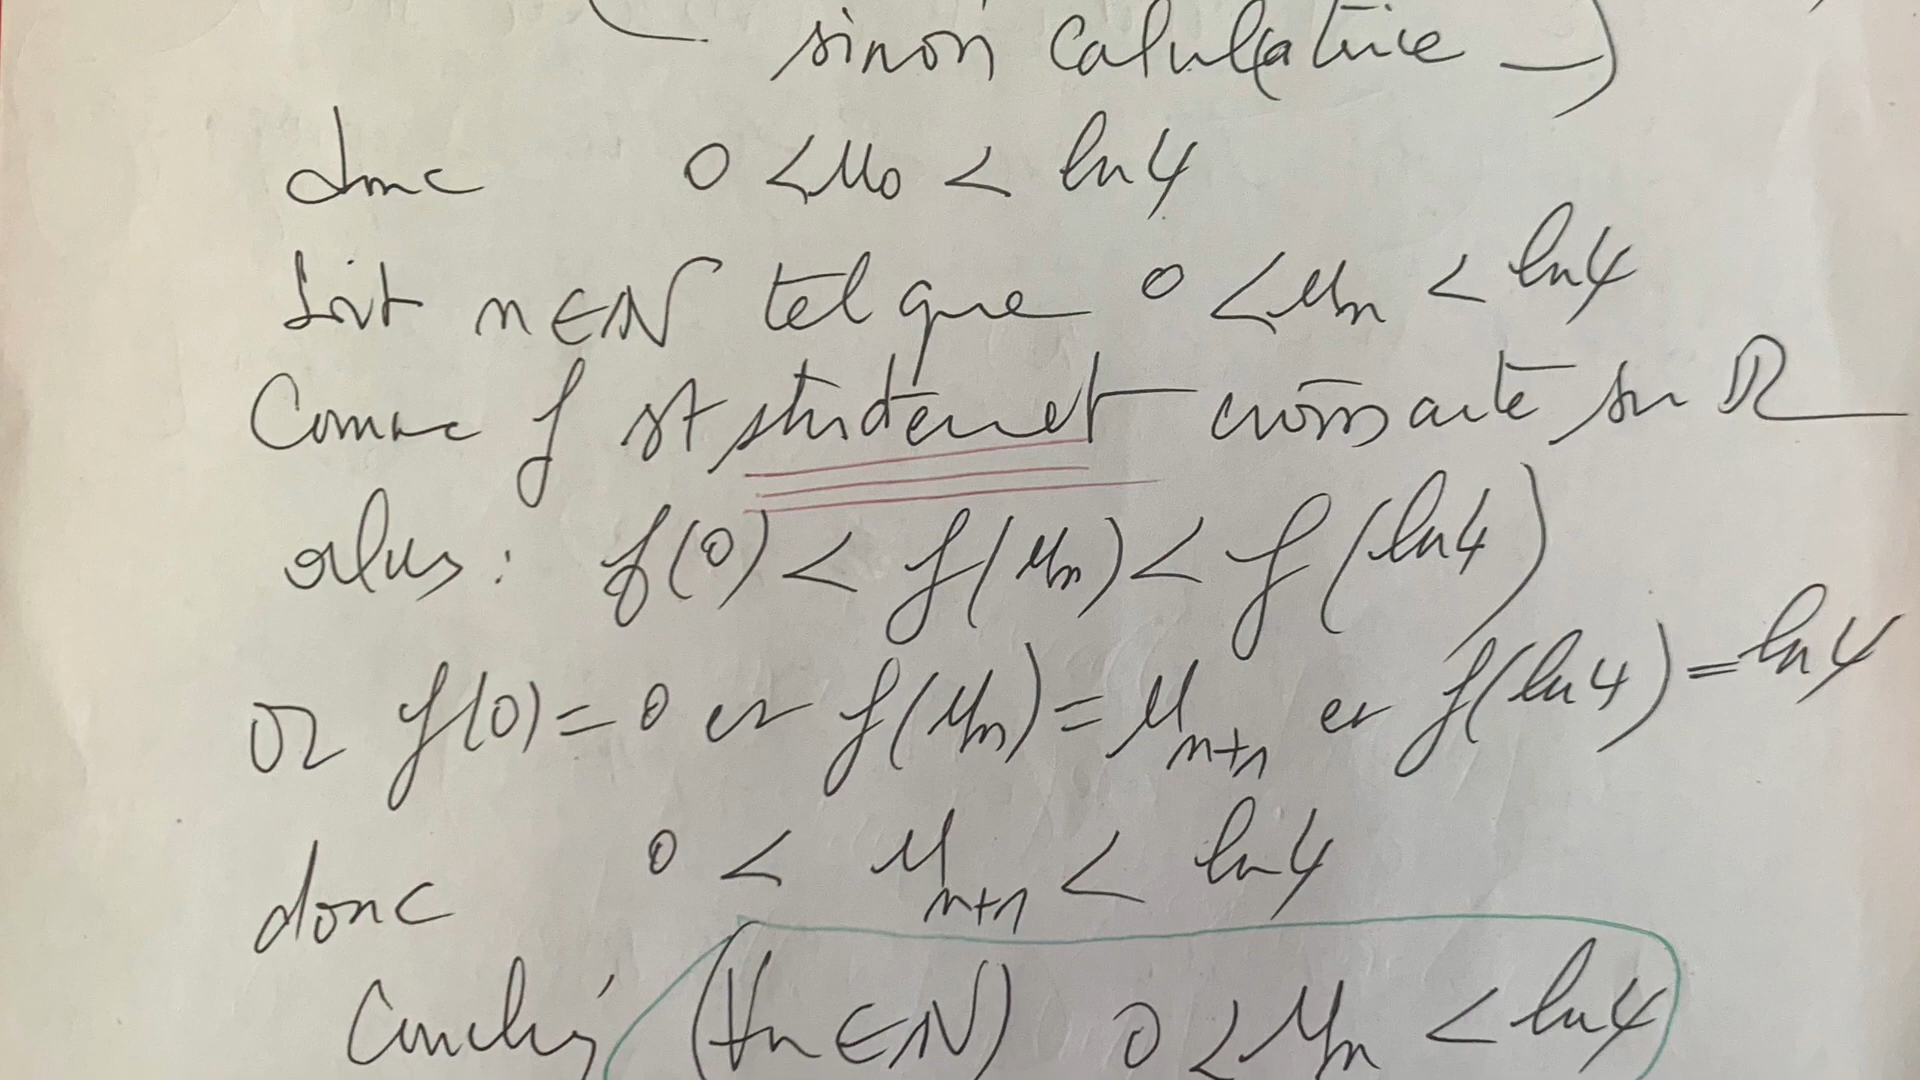 sinon calculatrice —)
donc 0 < u₀ < ln4
Soit n ∈ ℕ tel que 0 < uₙ < ln4
Comme f st strictement croissante sur ℝ
alors : f(0) < f(uₙ) < f(ln4)
or f(0) = 0 et f(uₙ) = uₙ₊₁ et f(ln4) = ln4
donc 0 < uₙ₊₁ < ln4
(∀n ∈ ℕ) 0 < uₙ < ln4